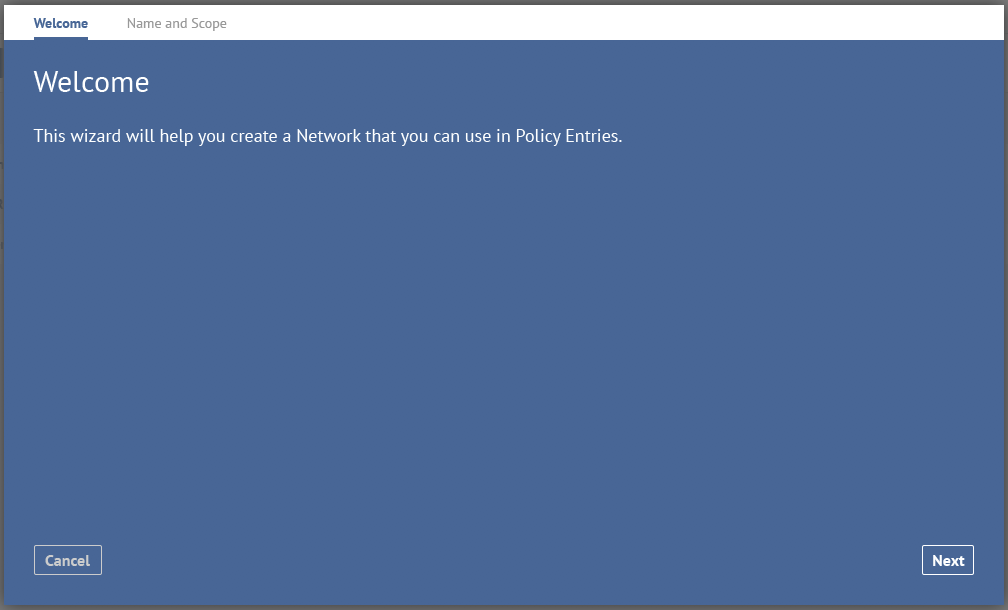 Welcome
Name and Scope
Welcome
This wizard will help you create a Network that you can use in Policy Entries.
Cancel
Next